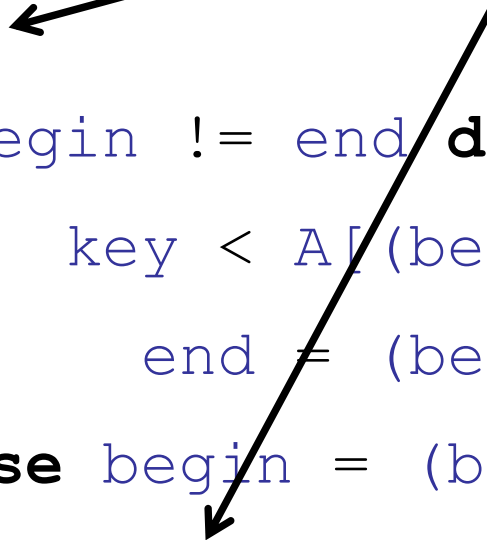 egin != end d
key < A[(be
end = (be
se begin = (b